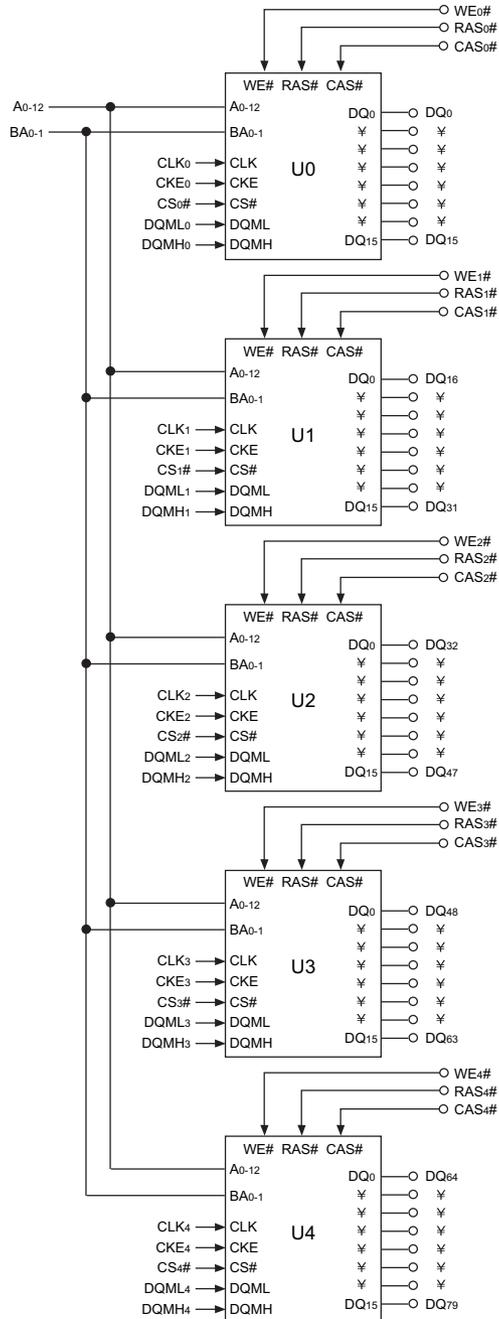 WE0#
RAS0#
CAS0#
WE# RAS# CAS#
A0-12 A0-12 DQ0 DQ0
BA0-1 BA0-1 ¥ ¥
¥ ¥
CLK0 CLK U0 ¥ ¥
CKE0 CKE ¥ ¥
CS0# CS# ¥ ¥
DQML0 DQML ¥ ¥
DQMH0 DQMH DQ15 DQ15
WE1#
RAS1#
CAS1#
WE# RAS# CAS#
A0-12 DQ0 DQ16
BA0-1 ¥ ¥
¥ ¥
CLK1 CLK U1 ¥ ¥
CKE1 CKE ¥ ¥
CS1# CS# ¥ ¥
DQML1 DQML ¥ ¥
DQMH1 DQMH DQ15 DQ31
WE2#
RAS2#
CAS2#
WE# RAS# CAS#
A0-12 DQ0 DQ32
BA0-1 ¥ ¥
¥ ¥
CLK2 CLK U2 ¥ ¥
CKE2 CKE ¥ ¥
CS2# CS# ¥ ¥
DQML2 DQML ¥ ¥
DQMH2 DQMH DQ15 DQ47
WE3#
RAS3#
CAS3#
WE# RAS# CAS#
A0-12 DQ0 DQ48
BA0-1 ¥ ¥
¥ ¥
CLK3 CLK U3 ¥ ¥
CKE3 CKE ¥ ¥
CS3# CS# ¥ ¥
DQML3 DQML ¥ ¥
DQMH3 DQMH DQ15 DQ63
WE4#
RAS4#
CAS4#
WE# RAS# CAS#
A0-12 DQ0 DQ64
BA0-1 ¥ ¥
¥ ¥
CLK4 CLK U4 ¥ ¥
CKE4 CKE ¥ ¥
CS4# CS# ¥ ¥
DQML4 DQML ¥ ¥
DQMH4 DQMH DQ15 DQ79